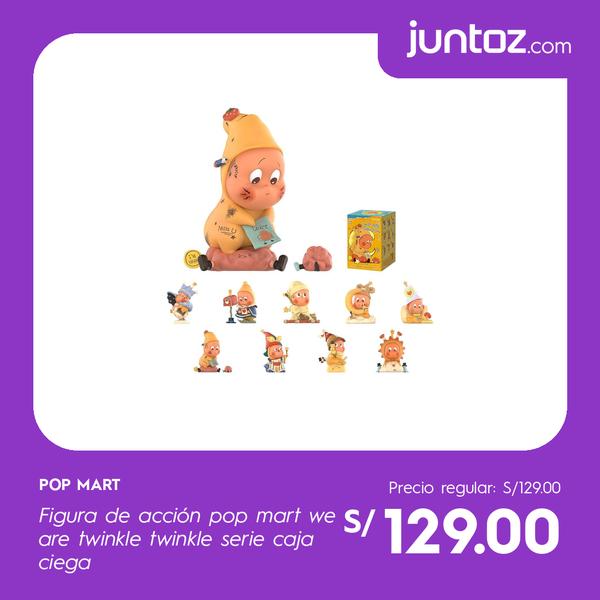 juntoz.com
POP MART
Figura de acción pop mart we
are twinkle twinkle serie caja
ciega
Precio regular: S/129.00
S/ 129.00